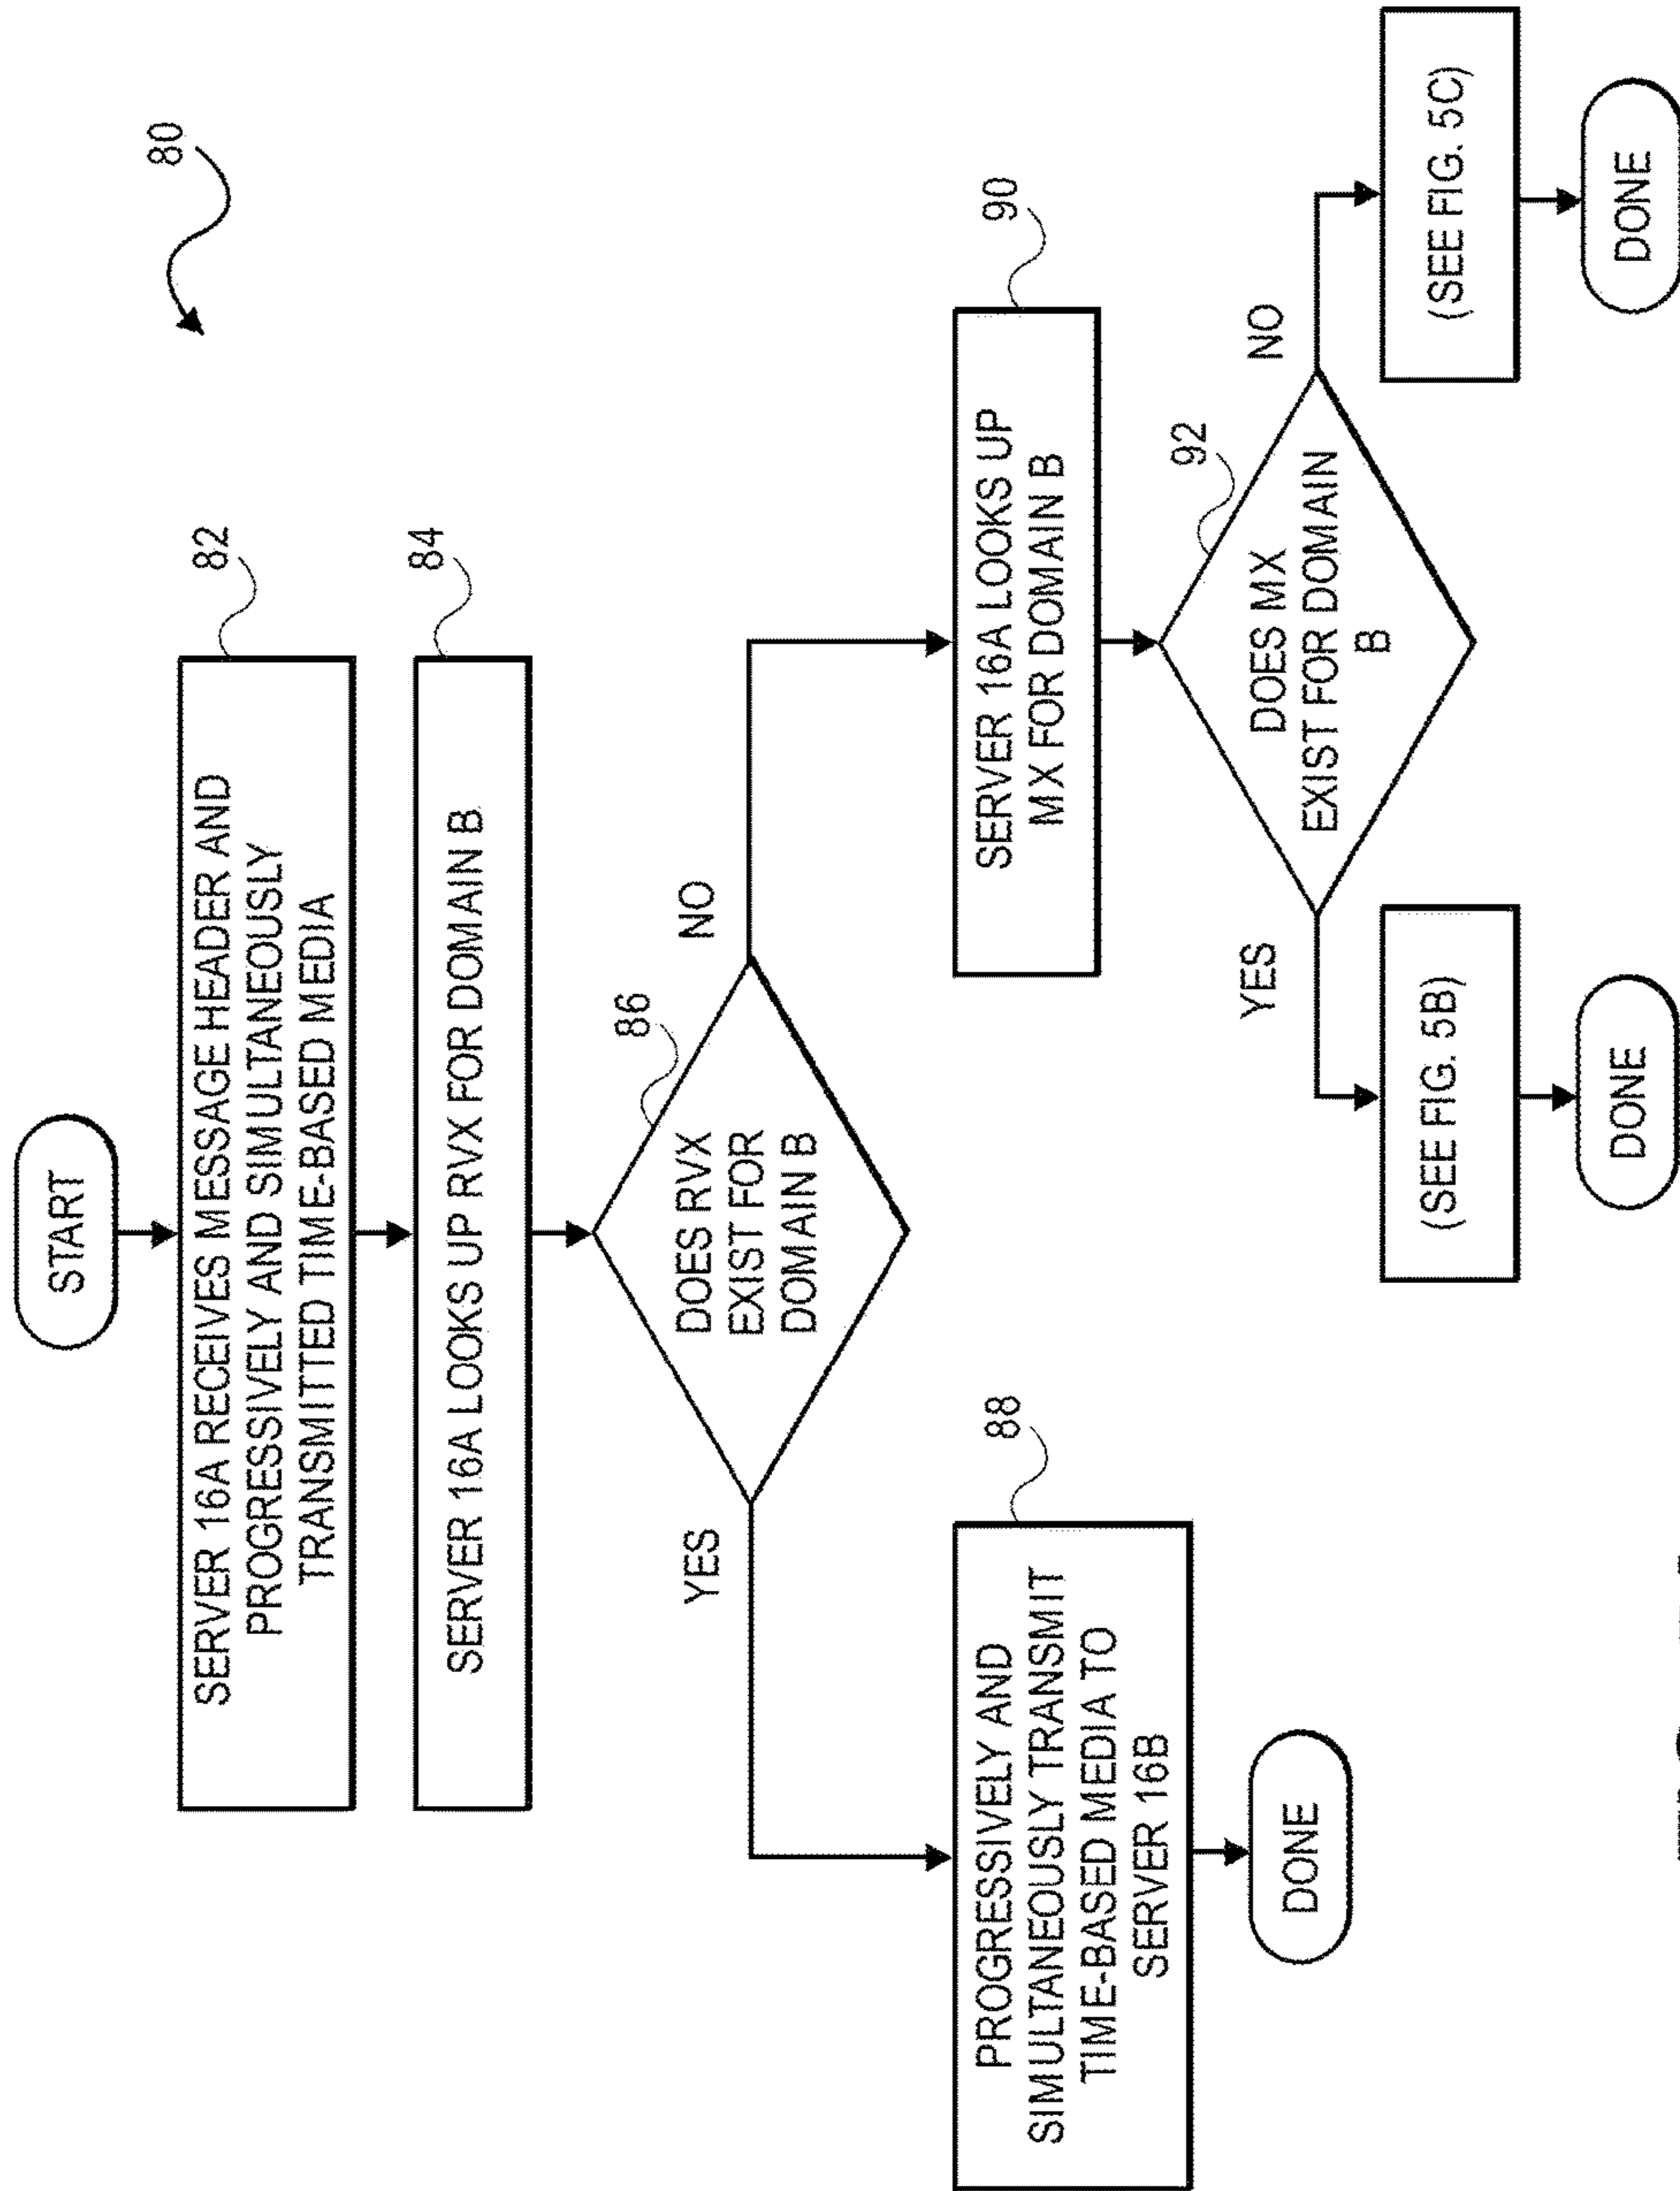 80
START
SERVER 16A RECEIVES MESSAGE HEADER AND
PROGRESSIVELY AND SIMULTANEOUSLY
TRANSMITTED TIME-BASED MEDIA
82
SERVER 16A LOOKS UP RVX FOR DOMAIN B
84
DOES RVX
EXIST FOR
DOMAIN B
86
YES
NO
PROGRESSIVELY AND
SIMULTANEOUSLY TRANSMIT
TIME-BASED MEDIA TO
SERVER 16B
88
DONE
SERVER 16A LOOKS UP
MX FOR DOMAIN B
90
DOES MX
EXIST FOR DOMAIN
B
92
YES
NO
(SEE FIG. 5B)
DONE
(SEE FIG. 5C)
DONE